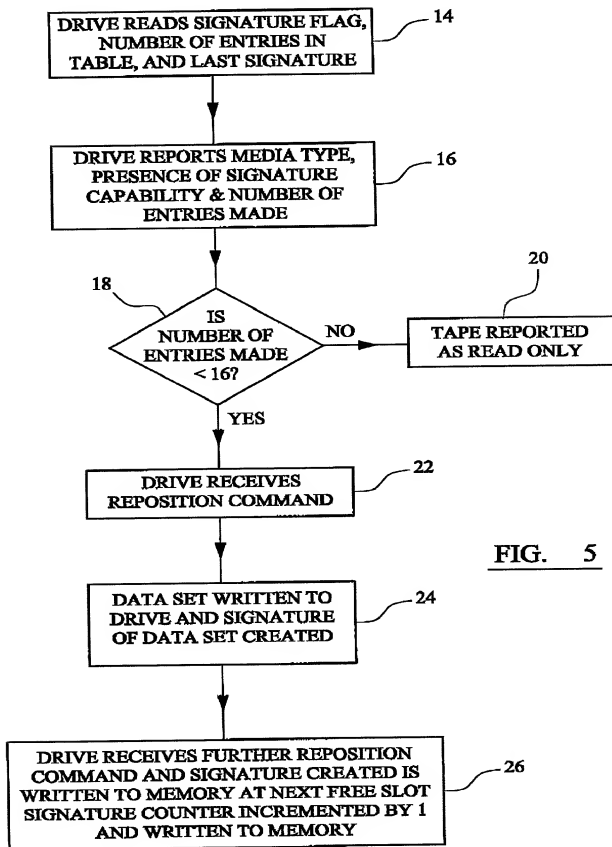 DRIVE READS SIGNATURE FLAG,
NUMBER OF ENTRIES IN
TABLE, AND LAST SIGNATURE
14
DRIVE REPORTS MEDIA TYPE,
PRESENCE OF SIGNATURE
CAPABILITY & NUMBER OF
ENTRIES MADE
16
18
IS
NUMBER OF
ENTRIES MADE
< 16?
NO
20
TAPE REPORTED
AS READ ONLY
YES
DRIVE RECEIVES
REPOSITION COMMAND
22
FIG. 5
DATA SET WRITTEN TO
DRIVE AND SIGNATURE
OF DATA SET CREATED
24
DRIVE RECEIVES FURTHER REPOSITION
COMMAND AND SIGNATURE CREATED IS
WRITTEN TO MEMORY AT NEXT FREE SLOT
SIGNATURE COUNTER INCREMENTED BY 1
AND WRITTEN TO MEMORY
26